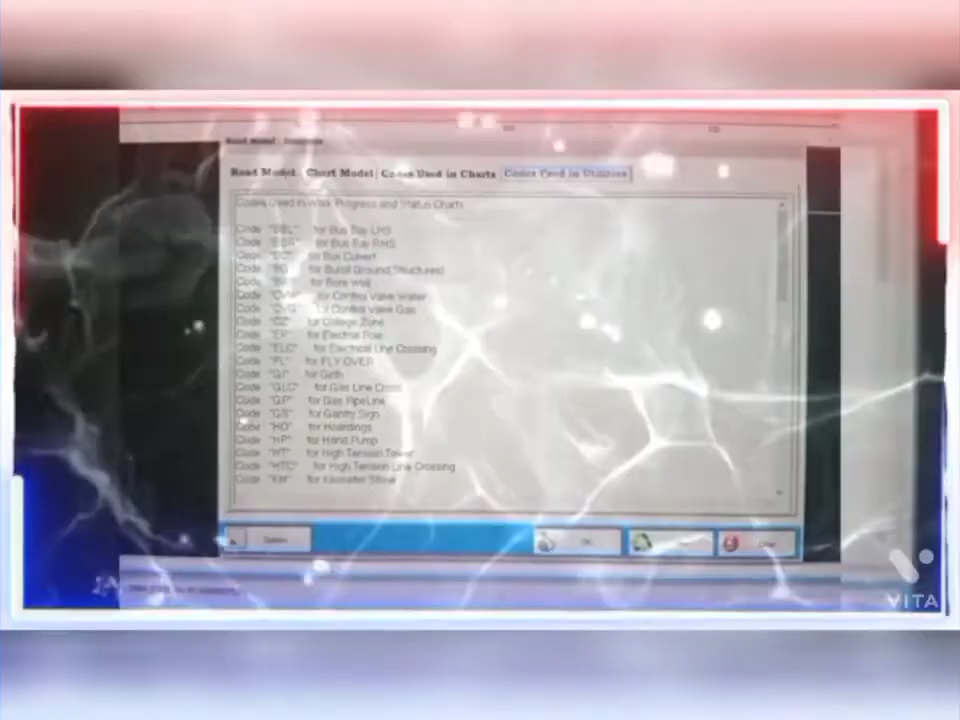 Road Model
Road Model Chart Model Codes Used in Charts Codes Used in Utilities
Codes Used in Work Progress and Status Charts
Code "BBL" for Bus Bay LHS
Code "BBR" for Bus Bay RHS
Code "BC" for Box Culvert
Code "BG" for Burial Ground Structures)
Code for Bore Well
Code "CVW" for Control Valve Water
Code "CVG" for Control Valve Gas
Code "CZ" for College Zone
Code "EP" for Electrical Pole
Code "ELC" for Electrical Line Crossing
Code "FL" for FLY OVER
Code "GI" for Girth
Code "GLC" for Gas Line Cross
Code "GP" for Gas PipeLine
Code "GS" for Gantry Sign
Code "HO" for Hoardings
Code "HP" for Hand Pump
Code "HT" for High Tension Tower
Code "HTC" for High Tension Line Crossing
Code "KM" for Kilometer Stone
OK
VITA